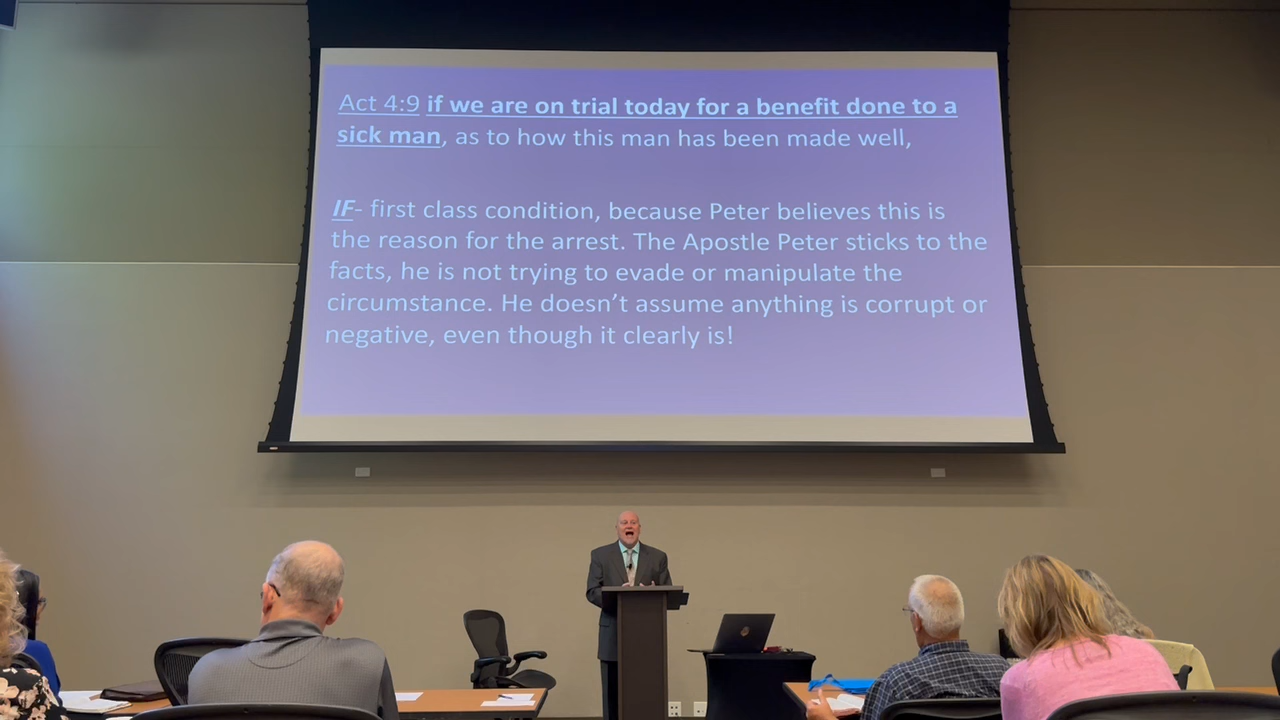 Act 4:9 if we are on trial today for a benefit done to a
sick man, as to how this man has been made well,
IF- first class condition, because Peter believes this is
the reason for the arrest. The Apostle Peter sticks to the
facts, he is not trying to evade or manipulate the
circumstance. He doesn’t assume anything is corrupt or
negative, even though it clearly is!